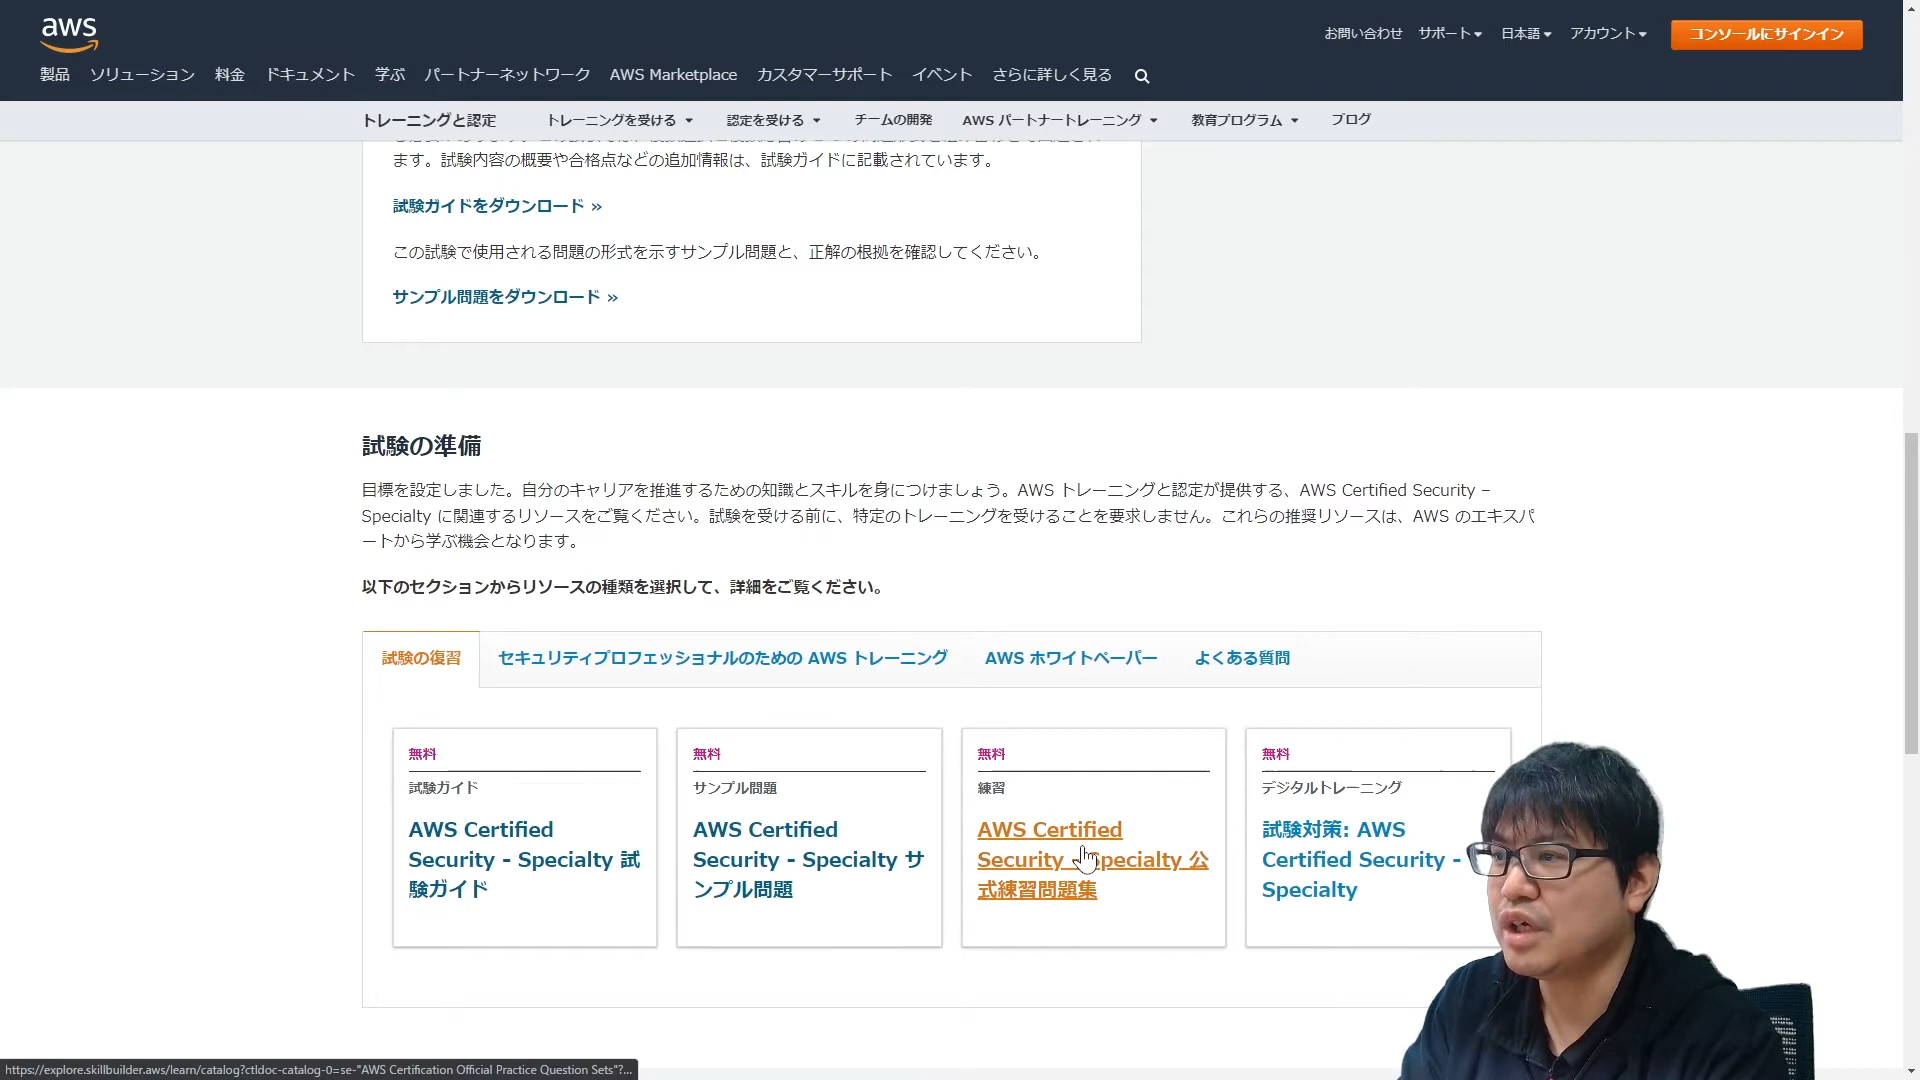 aws
お問い合わせ サポート 日本語 アカウント コンソールにサインイン
製品 ソリューション 料金 ドキュメント 学ぶ パートナーネットワーク AWS Marketplace カスタマーサポート イベント さらに詳しく見る
トレーニングと認定 トレーニングを受ける 認定を受ける チームの開発 AWS パートナートレーニング 教育プログラム ブログ
ます。試験内容の概要や合格点などの追加情報は、試験ガイドに記載されています。
試験ガイドをダウンロード »
この試験で使用される問題の形式を示すサンプル問題と、正解の根拠を確認してください。
サンプル問題をダウンロード »
試験の準備
目標を設定しました。自分のキャリアを推進するための知識とスキルを身につけましょう。AWS トレーニングと認定が提供する、AWS Certified Security –
Specialty に関連するリソースをご覧ください。試験を受ける前に、特定のトレーニングを受けることを要求しません。これらの推奨リソースは、AWS のエキスパ
ートから学ぶ機会となります。
以下のセクションからリソースの種類を選択して、詳細をご覧ください。
試験の復習 セキュリティプロフェッショナルのための AWS トレーニング AWS ホワイトペーパー よくある質問
無料
試験ガイド
AWS Certified
Security - Specialty 試
験ガイド
無料
サンプル問題
AWS Certified
Security - Specialty サ
ンプル問題
無料
練習
AWS Certified
Security - Specialty 公
式練習問題集
無料
デジタルトレーニング
試験対策: AWS
Certified Security -
Specialty
https://explore.skillbuilder.aws/learn/catalog?ctldoc-catalog-0=se-"AWS Certification Official Practice Question Sets"?...